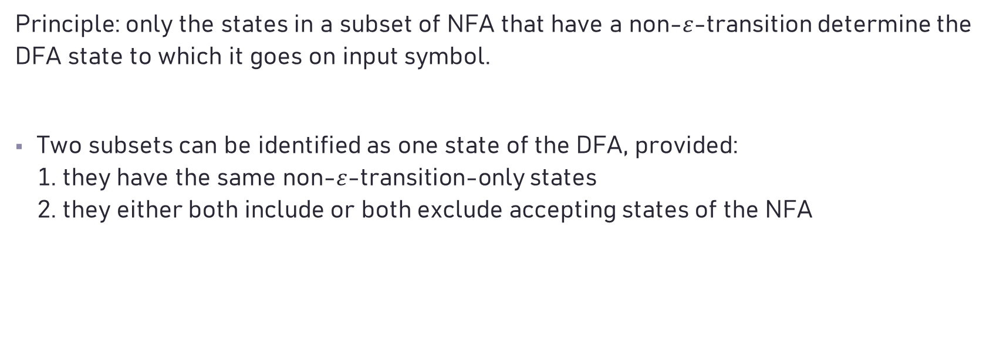 Principle: only the states in a subset of NFA that have a non-ε-transition determine the
DFA state to which it goes on input symbol.
▪ Two subsets can be identified as one state of the DFA, provided:
1. they have the same non-ε-transition-only states
2. they either both include or both exclude accepting states of the NFA